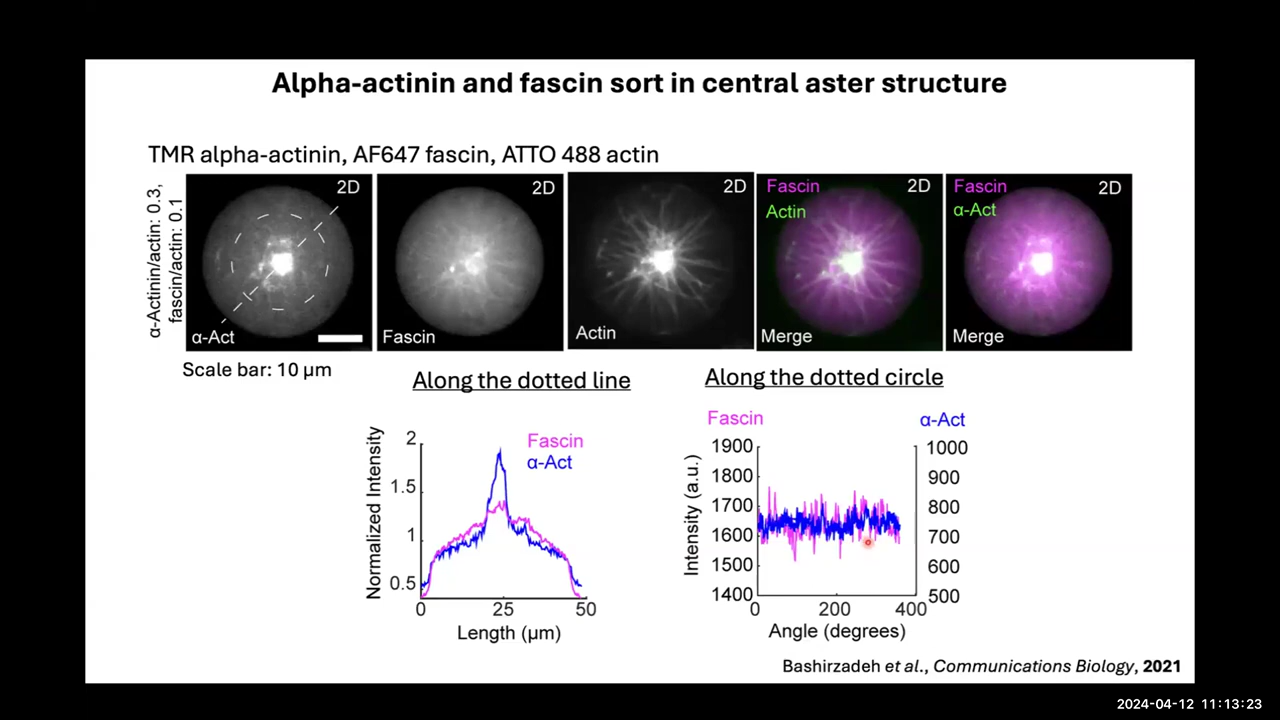 Alpha-actinin and fascin sort in central aster structure
TMR alpha-actinin, AF647 fascin, ATTO 488 actin
α-Actinin/actin: 0.3,
fascin/actin: 0.1
2D
α-Act
2D
Fascin
2D
Actin
Fascin
2D
Actin
Merge
Fascin
2D
α-Act
Merge
Scale bar: 10 µm
Along the dotted line
Along the dotted circle
Normalized Intensity
2
1.5
1
0.5
Fascin
α-Act
0
25
50
Length (µm)
Fascin
α-Act
Intensity (a.u.)
1900
1800
1700
1600
1500
1400
1000
900
800
700
600
500
0
200
400
Angle (degrees)
Bashirzadeh et al., Communications Biology, 2021
2024-04-12 11:13:23